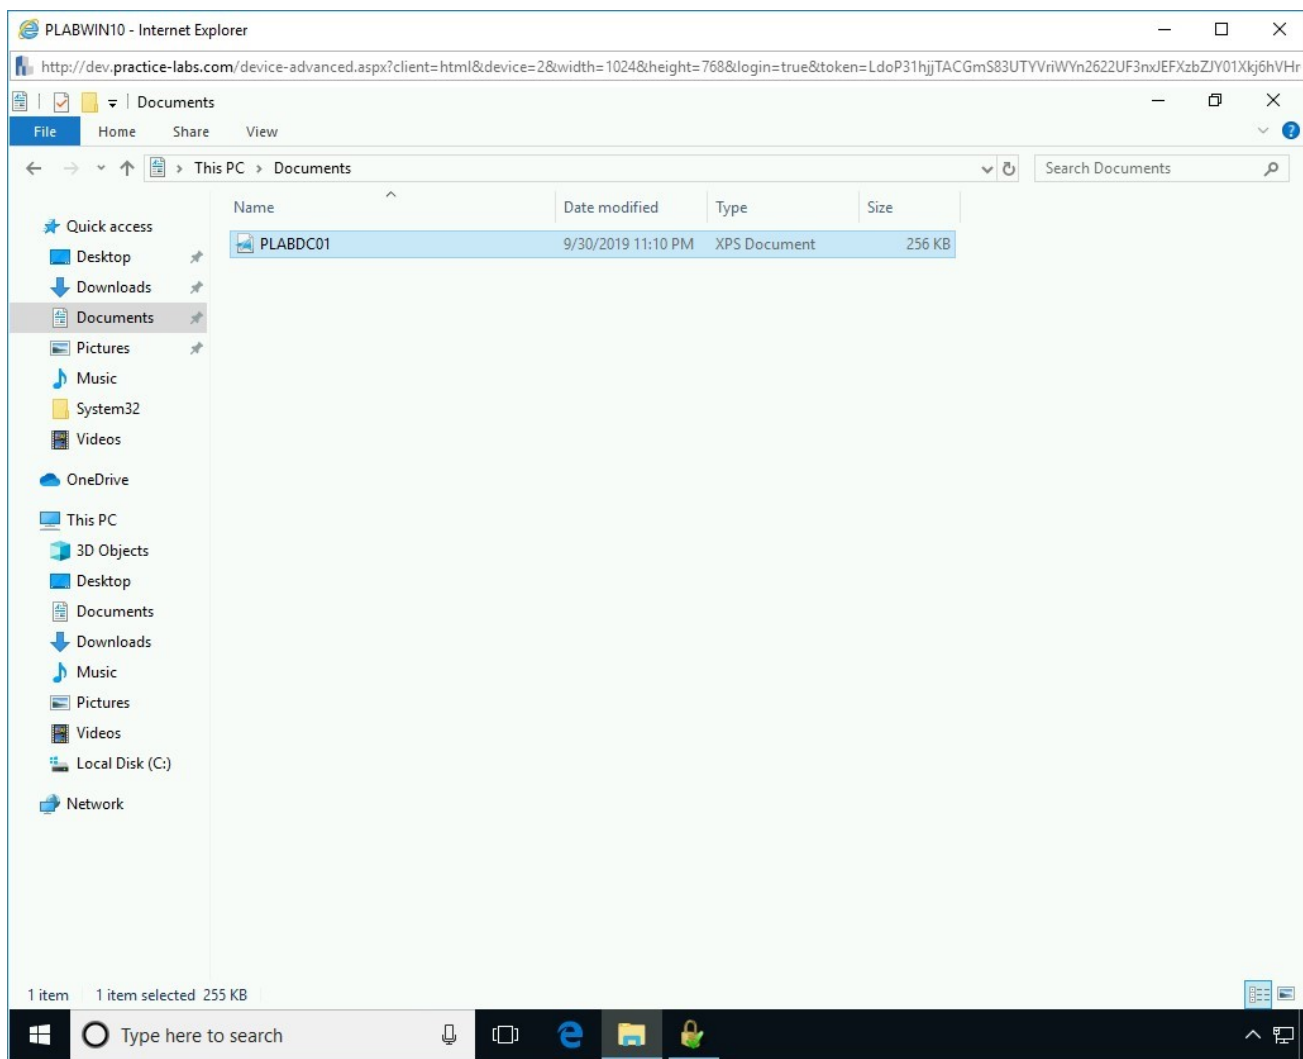 PLABWIN10 - Internet Explorer
http://dev.practice-labs.com/device-advanced.aspx?client=html&device=2&width=1024&height=768&login=true&token=LdoP31hjjTACGmS83UTYVriWYn2622UF3nxJEFXzbZJY01Xkj6hVHr
Documents
File Home Share View
This PC > Documents Search Documents
Name Date modified Type Size
PLABDC01 9/30/2019 11:10 PM XPS Document 256 KB
Quick access
Desktop
Downloads
Documents
Pictures
Music
System32
Videos
OneDrive
This PC
3D Objects
Desktop
Documents
Downloads
Music
Pictures
Videos
Local Disk (C:)
Network
1 item 1 item selected 255 KB
Type here to search